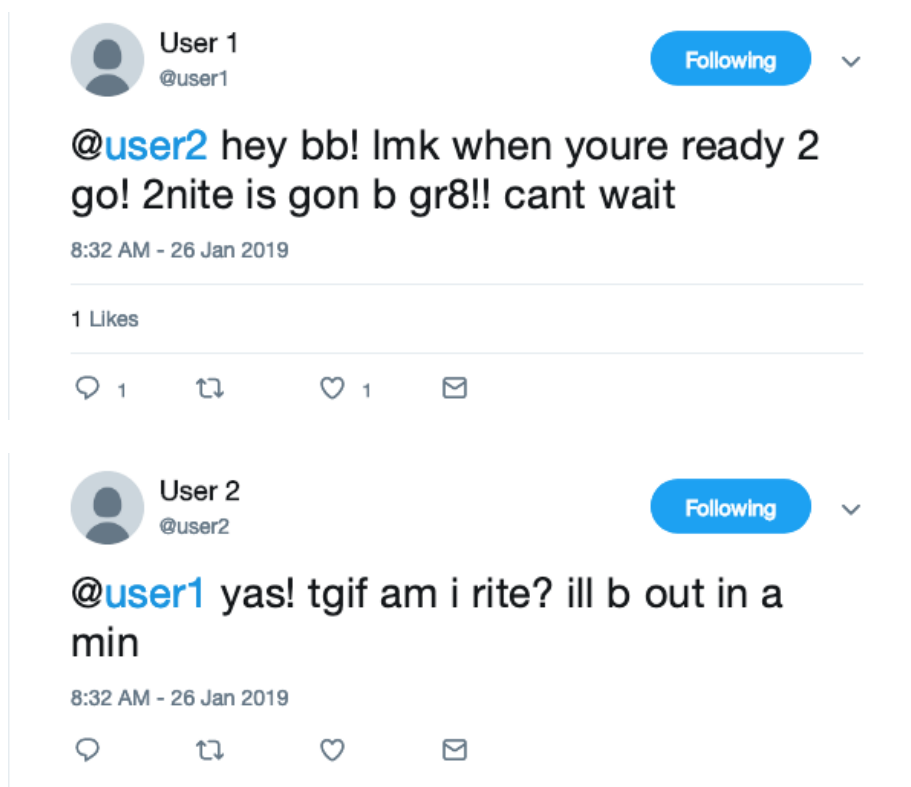 User 1
@user1
Following
@user2 hey bb! lmk when youre ready 2
go! 2nite is gon b gr8!! cant wait
8:32 AM - 26 Jan 2019
1 Likes
1 1
User 2
@user2
Following
@user1 yas! tgif am i rite? ill b out in a
min
8:32 AM - 26 Jan 2019